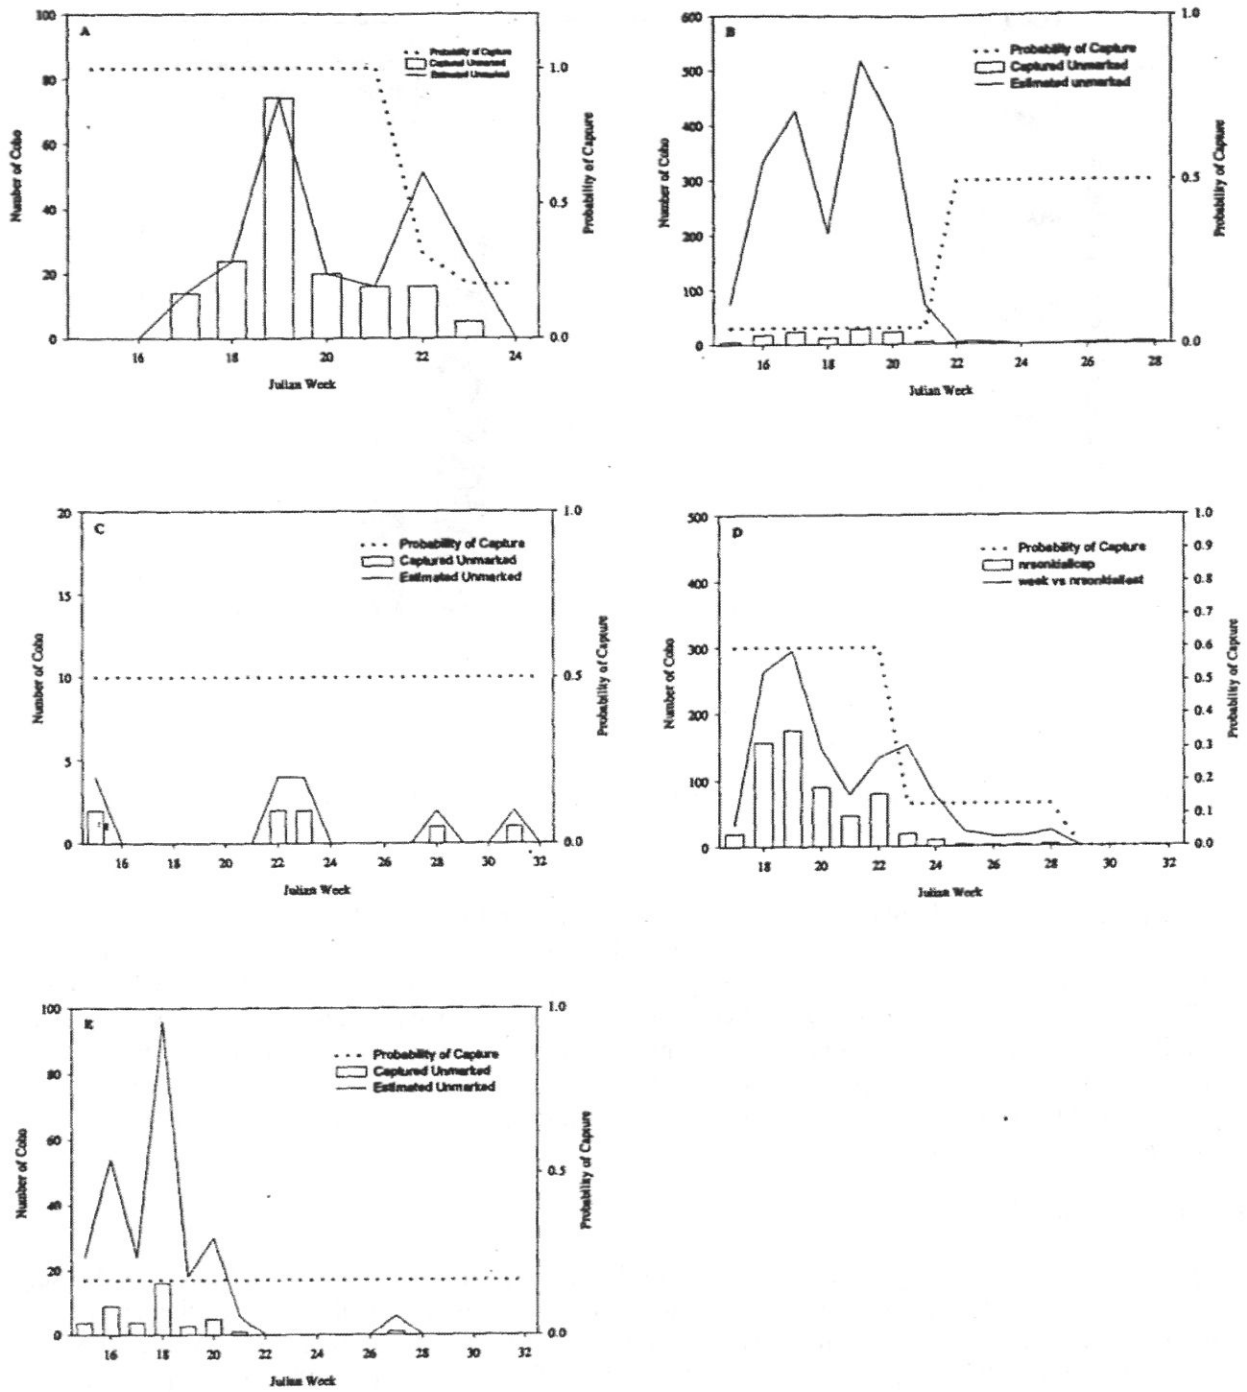 A
Probability of Capture
Captured Unmarked
Estimated Unmarked
100
80
60
40
20
0
1.0
0.5
0.0
Number of Coho
Probability of Capture
16 18 20 22 24
Julian Week
B
Probability of Capture
Captured Unmarked
Estimated unmarked
600
500
400
300
200
100
0
1.0
0.5
0.0
Number of Coho
Probability of Capture
16 18 20 22 24 26 28
Julian Week
C
Probability of Capture
Captured Unmarked
Estimated Unmarked
20
15
10
5
0
1.0
0.5
0.0
Number of Coho
Probability of Capture
16 18 20 22 24 26 28 30 32
Julian Week
D
Probability of Capture
nrsonkiallcap
week vs nrsonkiallest
500
400
300
200
100
0
1.0
0.9
0.8
0.7
0.6
0.5
0.4
0.3
0.2
0.1
0.0
Number of Coho
Probability of Capture
18 20 22 24 26 28 30 32
Julian Week
E
Probability of Capture
Captured Unmarked
Estimated Unmarked
100
80
60
40
20
0
1.0
0.5
0.0
Number of Coho
Probability of Capture
16 18 20 22 24 26 28 30 32
Julian Week